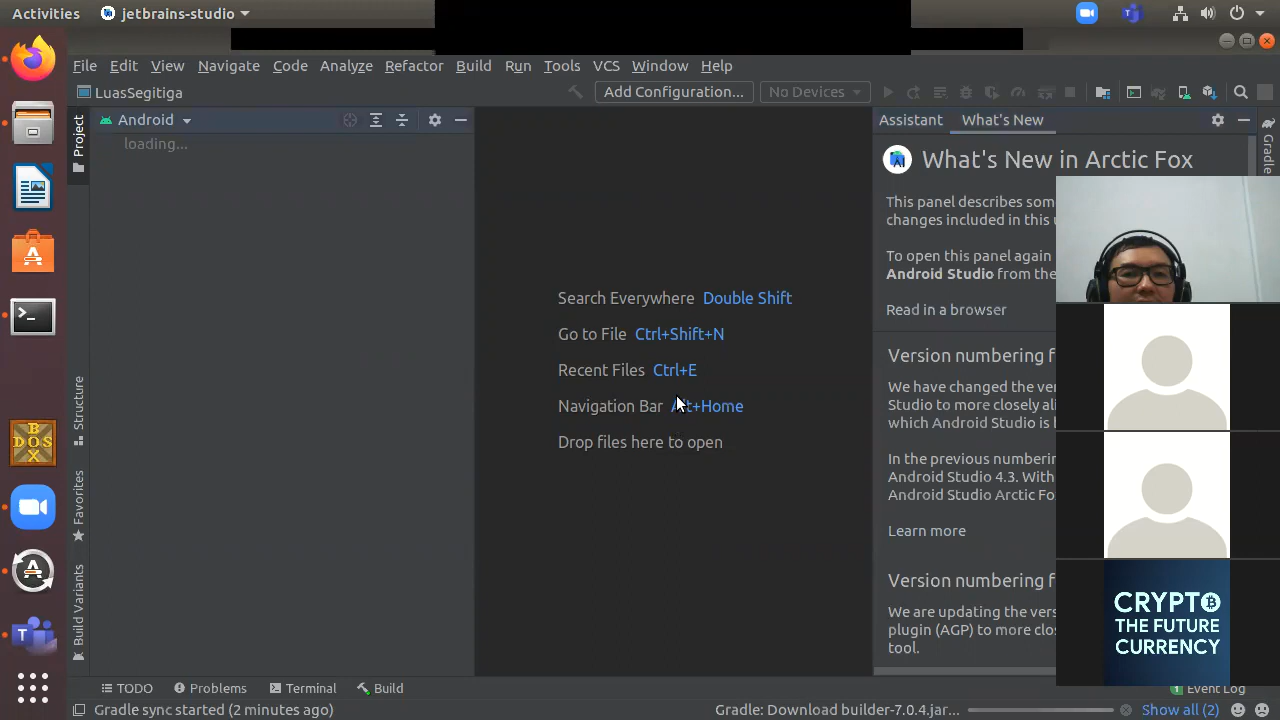 Activities
jetbrains-studio
File Edit View Navigate Code Analyze Refactor Build Run Tools VCS Window Help
LuasSegitiga
Add Configuration...
No Devices
Project
Android
loading...
Structure
Favorites
Build Variants
Search Everywhere Double Shift
Go to File Ctrl+Shift+N
Recent Files Ctrl+E
Navigation Bar Alt+Home
Drop files here to open
Assistant What's New
Gradle
What's New in Arctic Fox
This panel describes som
changes included in this u
To open this panel again
Android Studio from the
Read in a browser
Version numbering f
We have changed the ver
Studio to more closely ali
which Android Studio is b
In the previous numberin
Android Studio 4.3. With
Android Studio Arctic Fo
Learn more
Version numbering f
We are updating the vers
plugin (AGP) to more clos
tool.
BOX
DOS
CRYPTO
THE FUTURE
CURRENCY
TODO Problems Terminal Build
1 Event Log
Gradle sync started (2 minutes ago)
Gradle: Download builder-7.0.4.jar...
Show all (2)